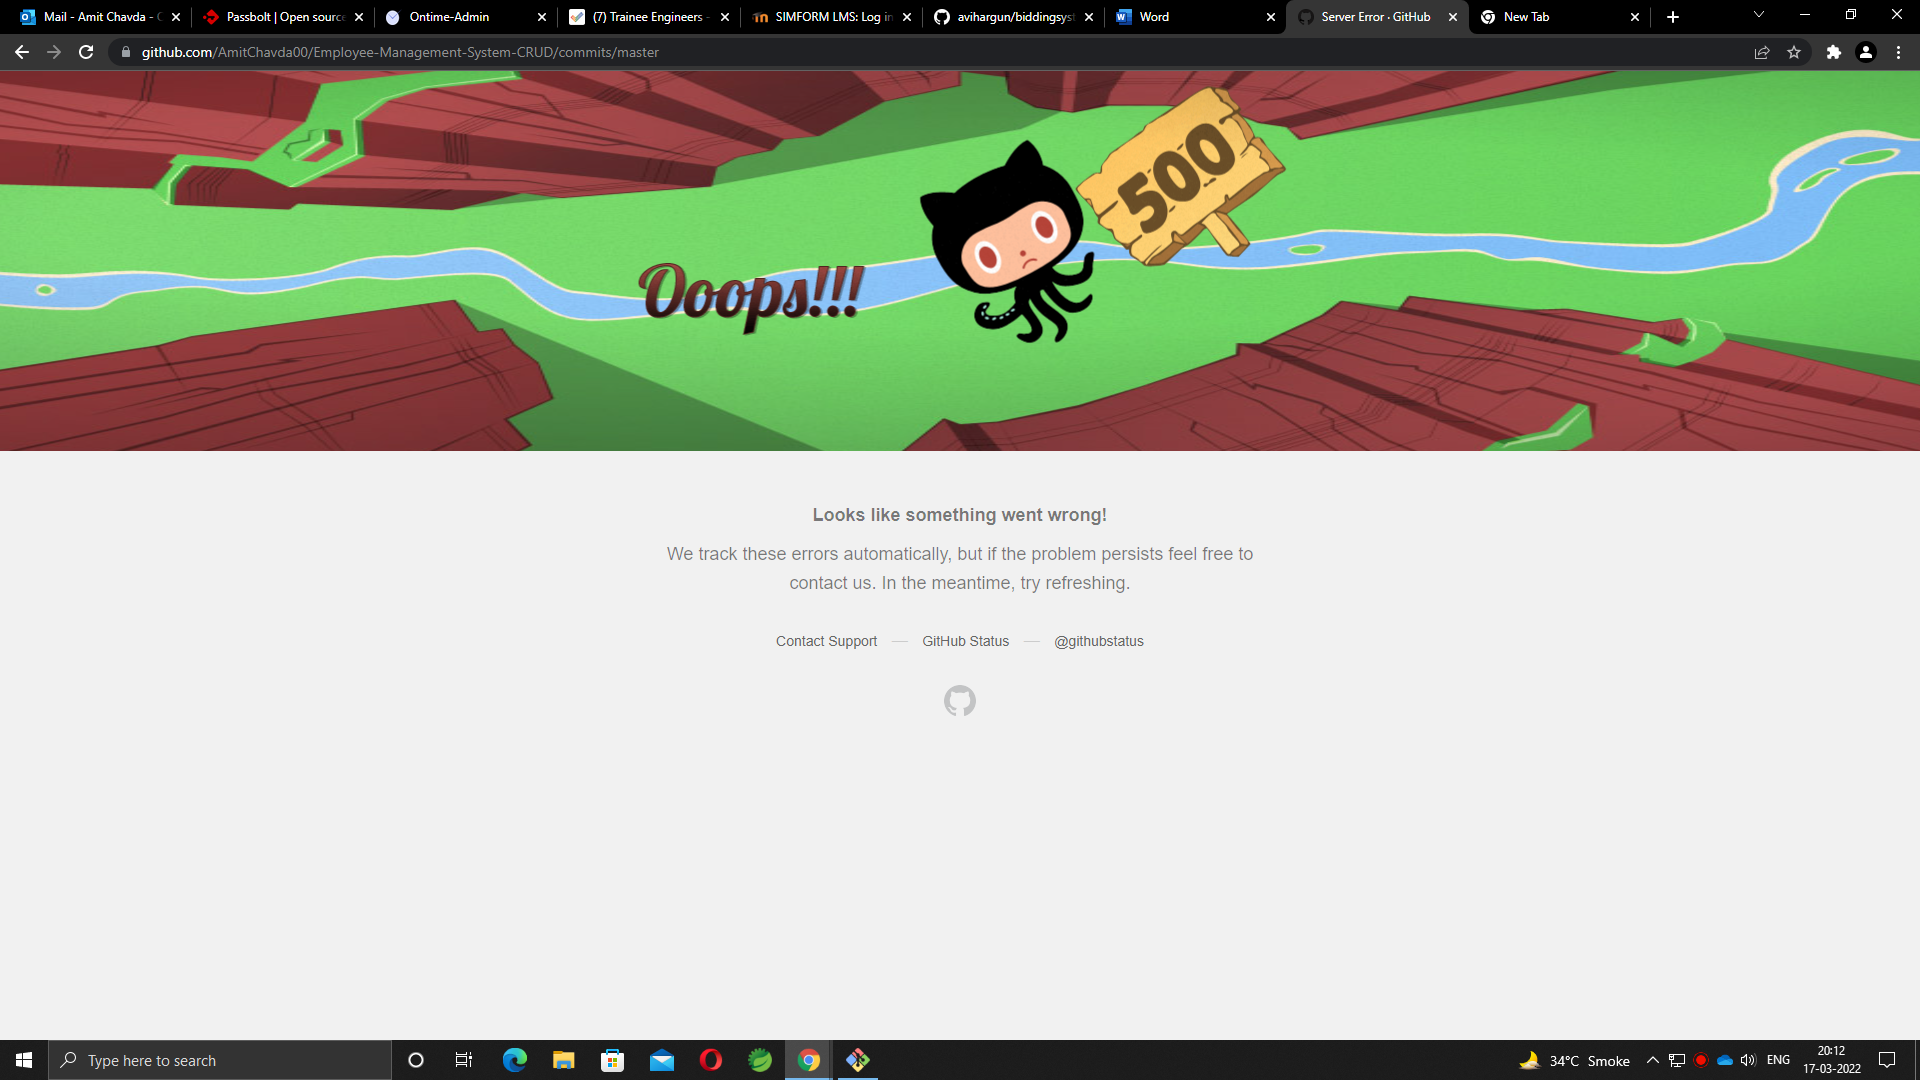 Mail - Amit Chavda -
Passbolt | Open source
Ontime-Admin
(7) Trainee Engineers -
SIMFORM LMS: Log in
avihargun/biddingsyst
Word
Server Error · GitHub
New Tab
github.com/AmitChavda00/Employee-Management-System-CRUD/commits/master
500
Ooops!!!
Looks like something went wrong!
We track these errors automatically, but if the problem persists feel free to
contact us. In the meantime, try refreshing.
Contact Support — GitHub Status — @githubstatus
Type here to search
34°C Smoke
ENG
20:12
17-03-2022